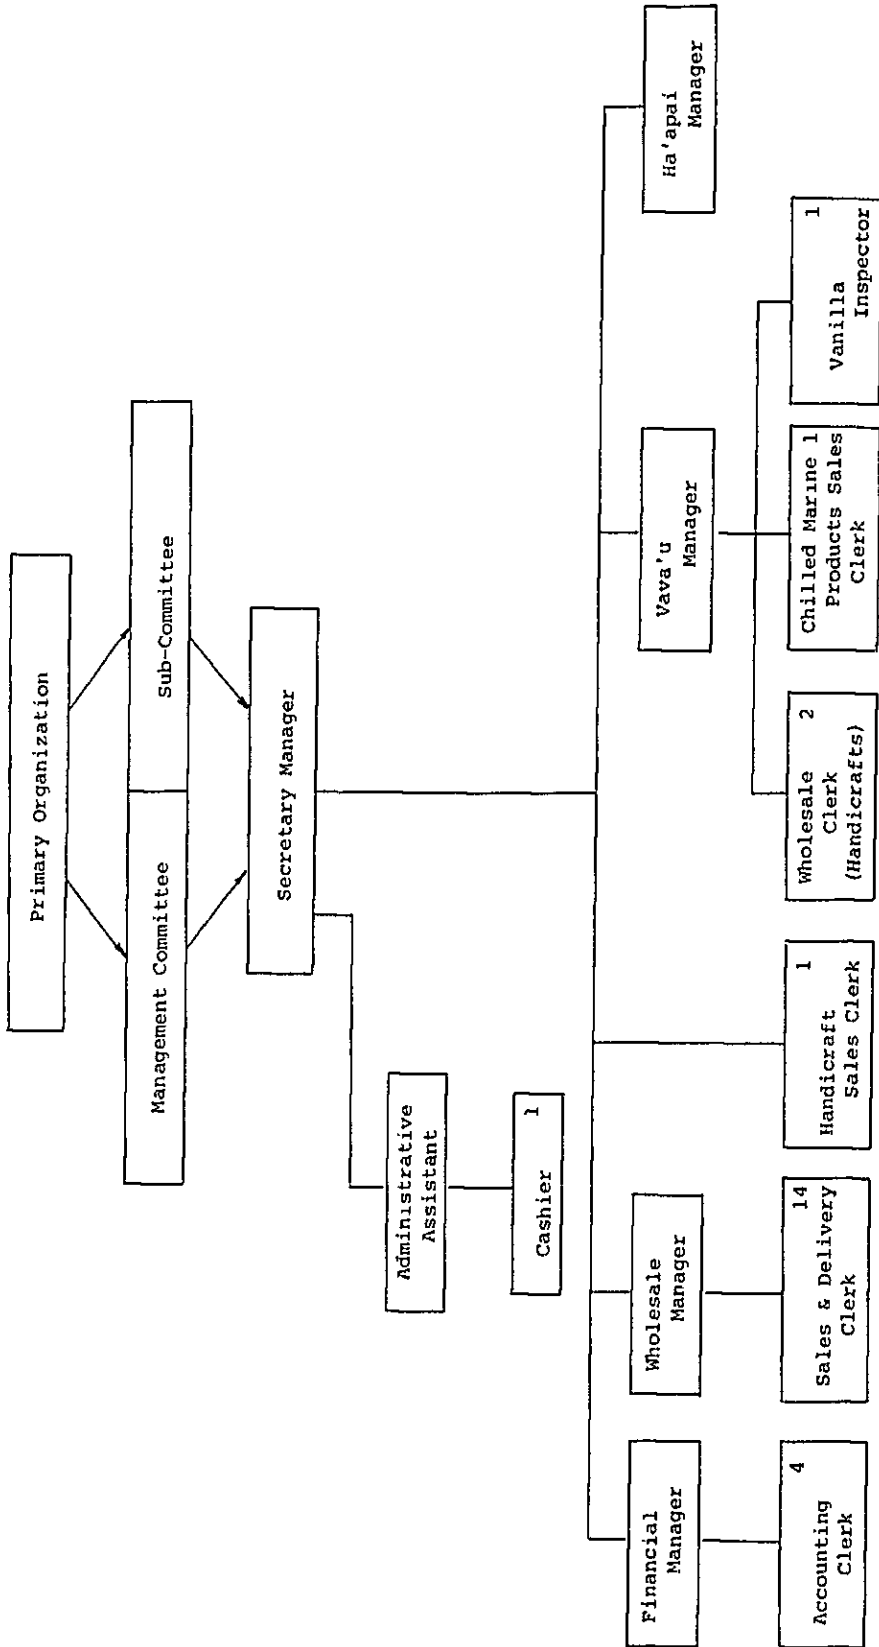 Primary Organization
Management Committee
Sub-Committee
Secretary Manager
Administrative
Assistant
Cashier
1
Financial
Manager
Wholesale
Manager
Vava'u
Manager
Ha'apai
Manager
4
Accounting
Clerk
14
Sales & Delivery
Clerk
1
Handicraft
Sales Clerk
2
Wholesale
Clerk
(Handicrafts)
Chilled Marine 1
Products Sales
Clerk
1
Vanilla
Inspector